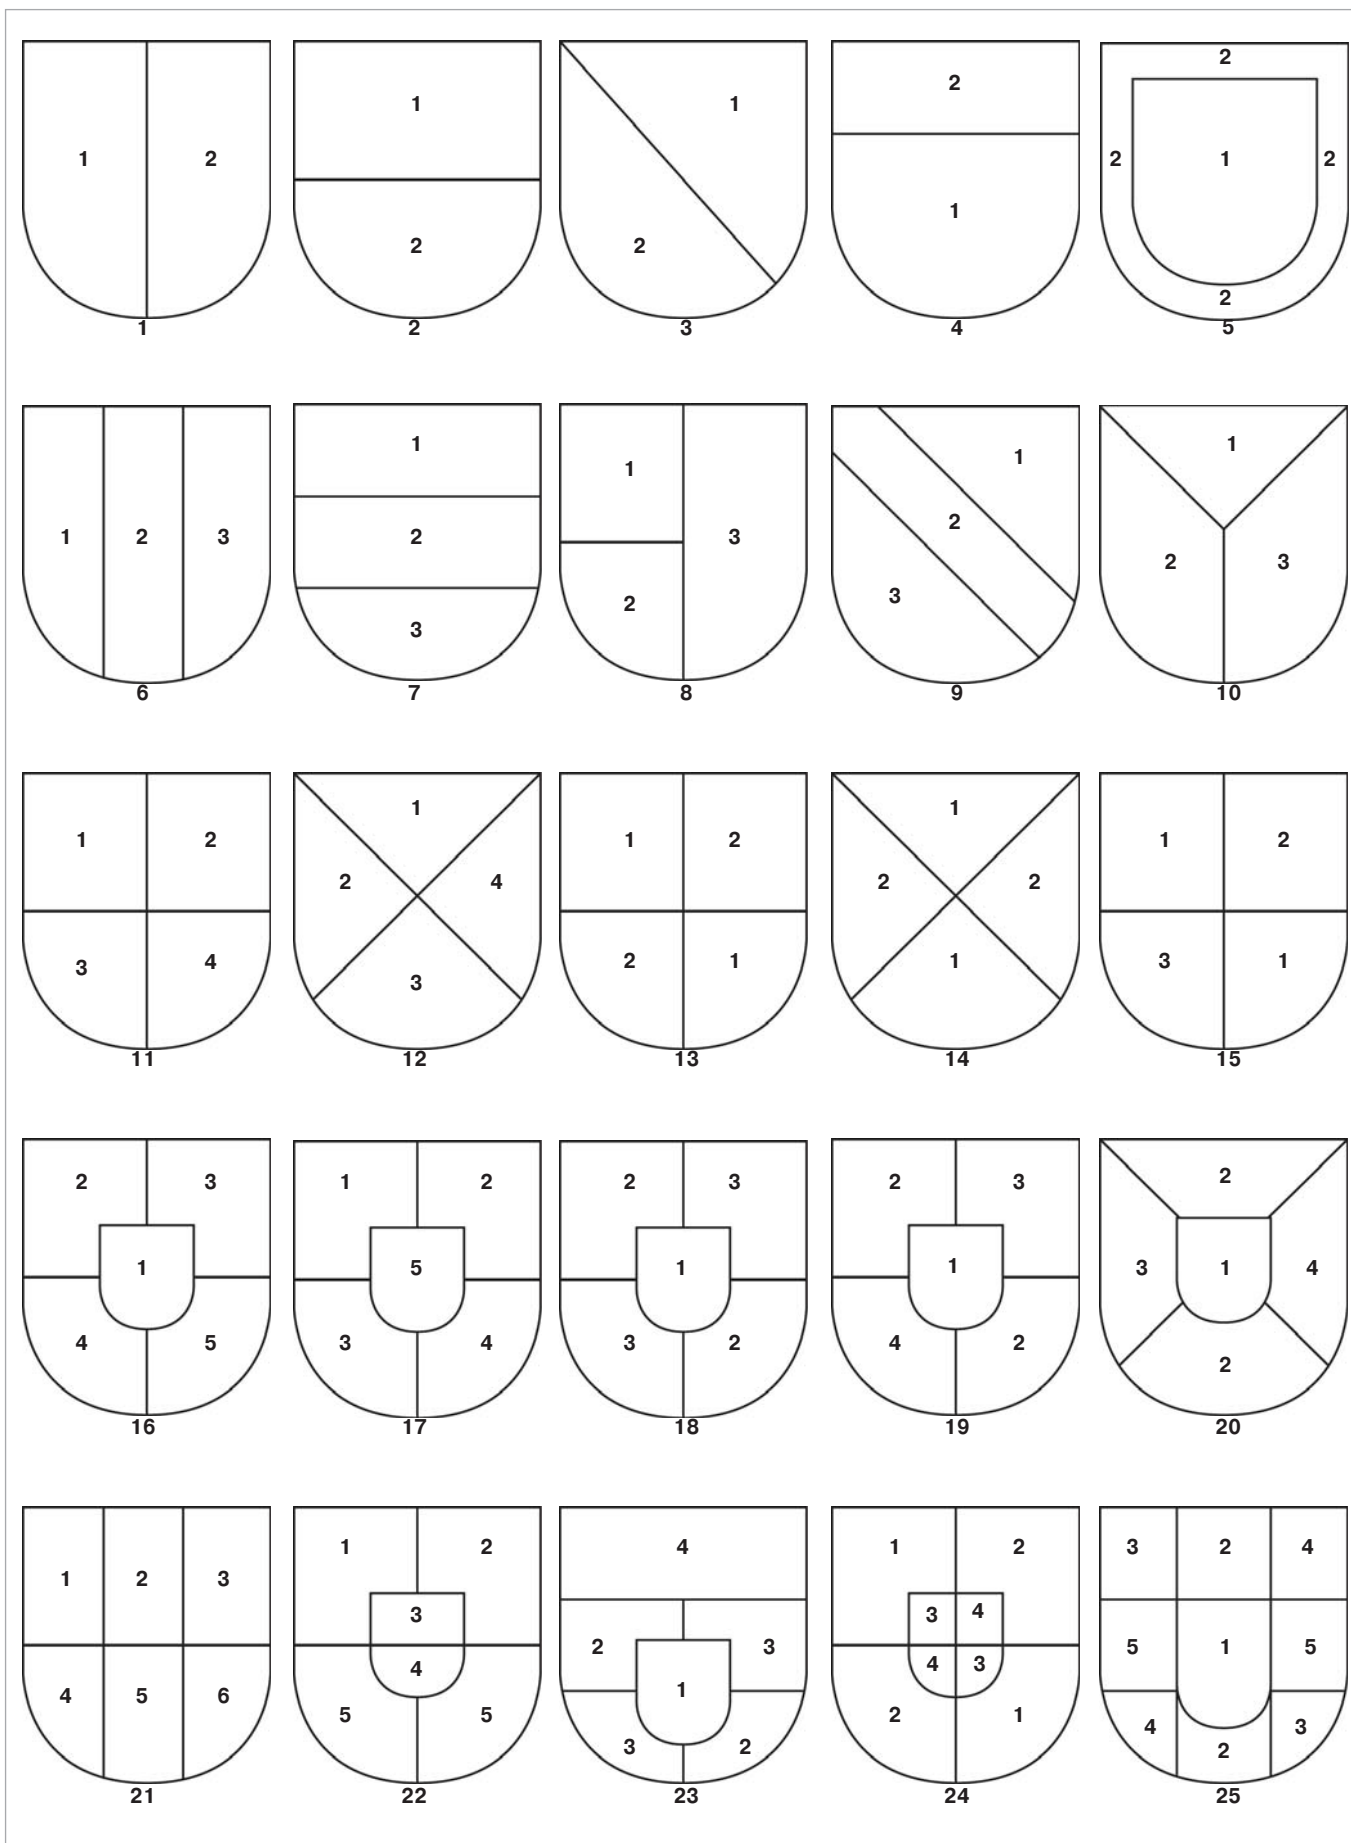 2
2
1 1 2
1 2 2 1 2
2 2 1 2
1 2 3 4 5
1 1
1 1
1 2 3 2 3 2
2 3
3 2 3
6 7 8 9 10
1 1
1 2 1 2 1 2
2 4 2 2
3 4 3 2 1 1 3 1
11 12 13 14 15
2 3 1 2 2 3 2 3 2
1 5 1 1 3 1 4
4 5 3 4 3 2 4 2 2
16 17 18 19 20
1 2 4 1 2 3 2 4
1 2 3 3 3 4
2 3 5 1 5
4 5 6 4 1 4 3
5 5 3 2 2 1 4 3
2
21 22 23 24 25